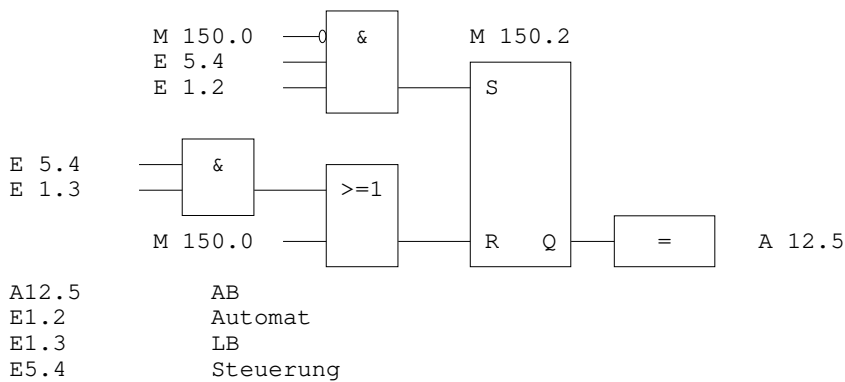 M 150.0 & M 150.2
E 5.4
E 1.2 S
E 5.4 &
E 1.3 >=1
M 150.0 R Q = A 12.5
A12.5 AB
E1.2 Automat
E1.3 LB
E5.4 Steuerung